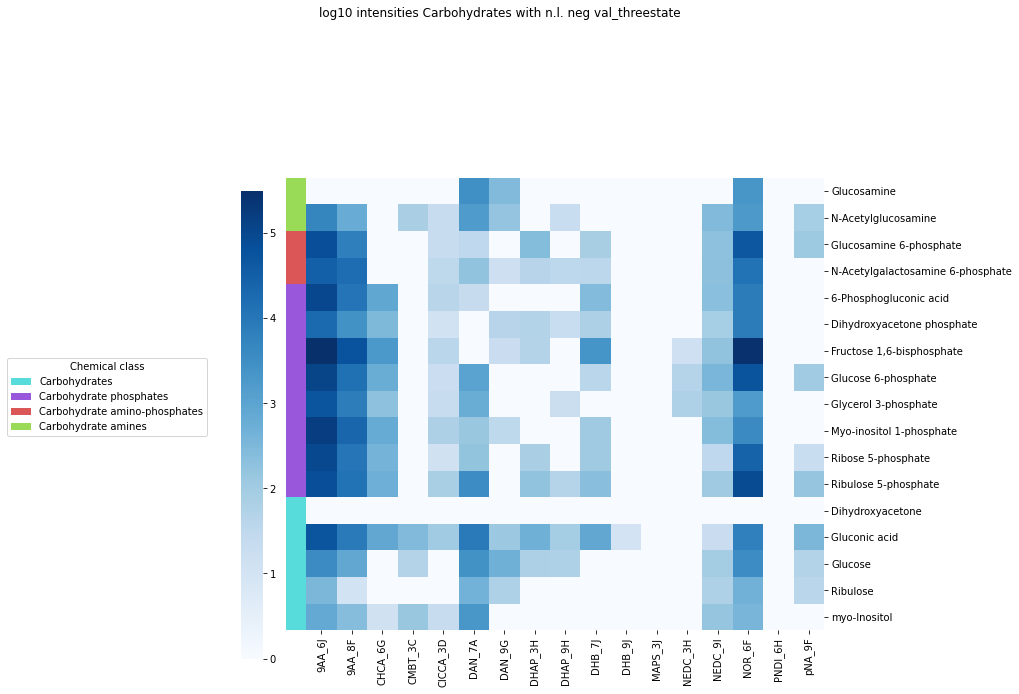 log10 intensities Carbohydrates with n.l. neg val_threestate
Chemical class
Carbohydrates
Carbohydrate phosphates
Carbohydrate amino-phosphates
Carbohydrate amines
5
4
3
2
1
0
Glucosamine
N-Acetylglucosamine
Glucosamine 6-phosphate
N-Acetylgalactosamine 6-phosphate
6-Phosphogluconic acid
Dihydroxyacetone phosphate
Fructose 1,6-bisphosphate
Glucose 6-phosphate
Glycerol 3-phosphate
Myo-inositol 1-phosphate
Ribose 5-phosphate
Ribulose 5-phosphate
Dihydroxyacetone
Gluconic acid
Glucose
Ribulose
myo-Inositol
9AA_6J
9AA_8F
CHCA_6G
CMBT_3C
ClCCA_3D
DAN_7A
DAN_9G
DHAP_3H
DHAP_9H
DHB_7J
DHB_9J
MAPS_3J
NEDC_3H
NEDC_9I
NOR_6F
PNDI_6H
pNA_9F